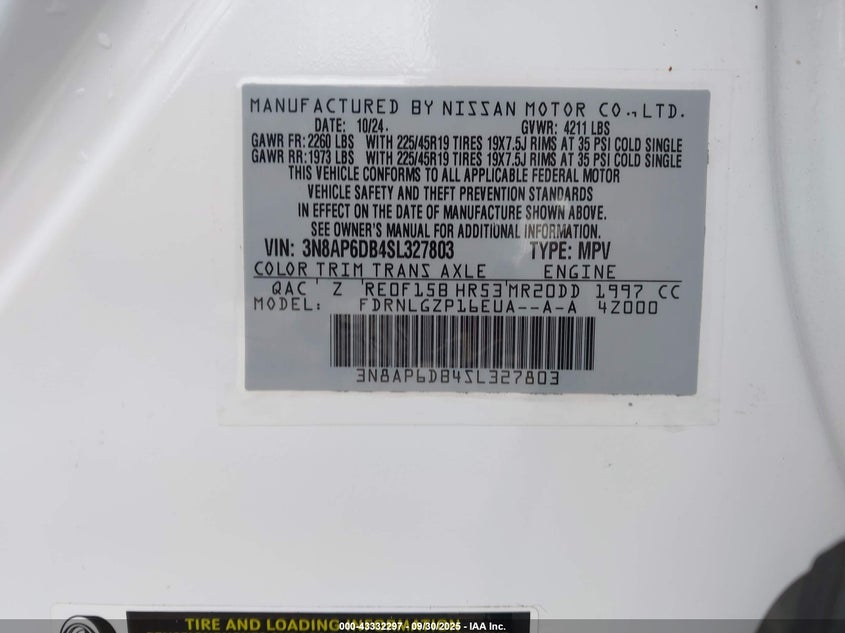 MANUFACTURED BY NISSAN MOTOR CO.,LTD.
DATE: 10/24. GVWR: 4211 LBS
GAWR FR: 2260 LBS WITH 225/45R19 TIRES 19X7.5J RIMS AT 35 PSI COLD SINGLE
GAWR RR: 1973 LBS WITH 225/45R19 TIRES 19X7.5J RIMS AT 35 PSI COLD SINGLE
THIS VEHICLE CONFORMS TO ALL APPLICABLE FEDERAL MOTOR
VEHICLE SAFETY AND THEFT PREVENTION STANDARDS
IN EFFECT ON THE DATE OF MANUFACTURE SHOWN ABOVE.
SEE OWNER'S MANUAL FOR ADDITIONAL INFORMATION.
VIN: 3N8AP6DB4SL327803 TYPE: MPV
COLOR TRIM TRANS AXLE ENGINE
QAC ' Z 'RE0F15B HR53'MR20DD 1997 CC
MODEL: FDRNLGZP16EUA--A-A 4Z000
3N8AP6DB4SL327803
TIRE AND LOADING INFORMATION
000-43332297 - 09/30/2025 - IAA Inc.